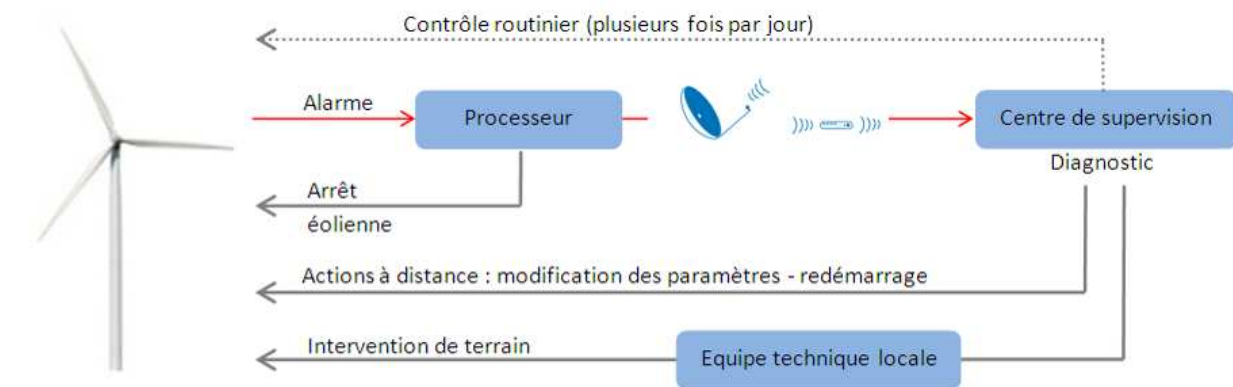 Contrôle routinier (plusieurs fois par jour)
Alarme
Processeur
Centre de supervision
Diagnostic
Arrêt
éolienne
Actions à distance : modification des paramètres - redémarrage
Intervention de terrain
Equipe technique locale